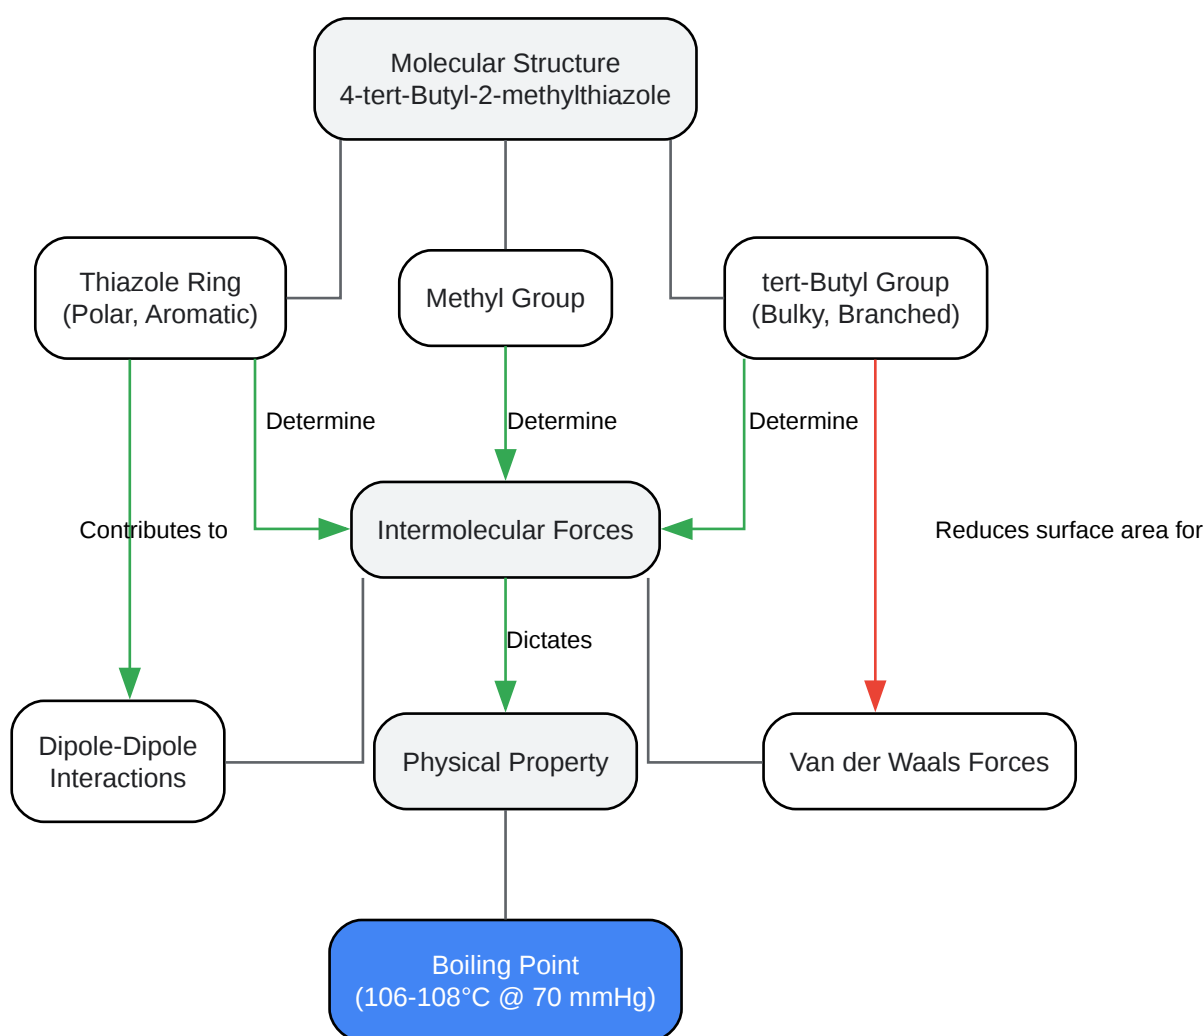 Molecular Structure
4-tert-Butyl-2-methylthiazole
Thiazole Ring
(Polar, Aromatic)
Methyl Group
tert-Butyl Group
(Bulky, Branched)
Determine
Determine
Determine
Contributes to
Intermolecular Forces
Reduces surface area for
Dictates
Dipole-Dipole
Interactions
Physical Property
Van der Waals Forces
Boiling Point
(106-108°C @ 70 mmHg)